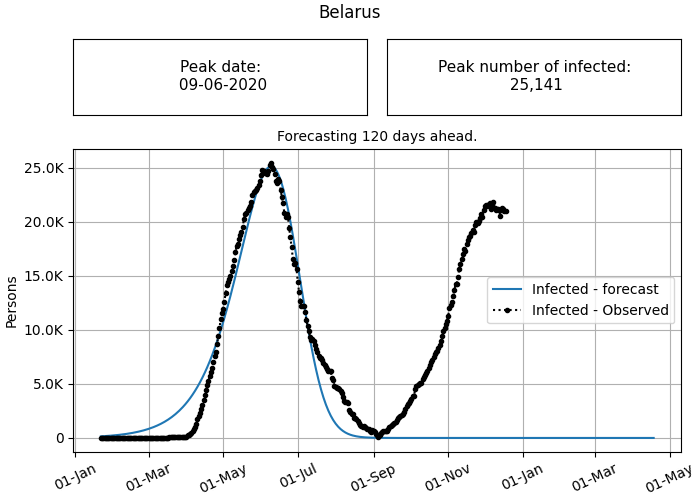 Belarus
Peak date:
09-06-2020
Peak number of infected:
25,141
Forecasting 120 days ahead.
25.0K
20.0K
15.0K
10.0K
5.0K
0
Persons
Infected - forecast
Infected - Observed
01-Jan
01-Mar
01-May
01-Jul
01-Sep
01-Nov
01-Jan
01-Mar
01-May